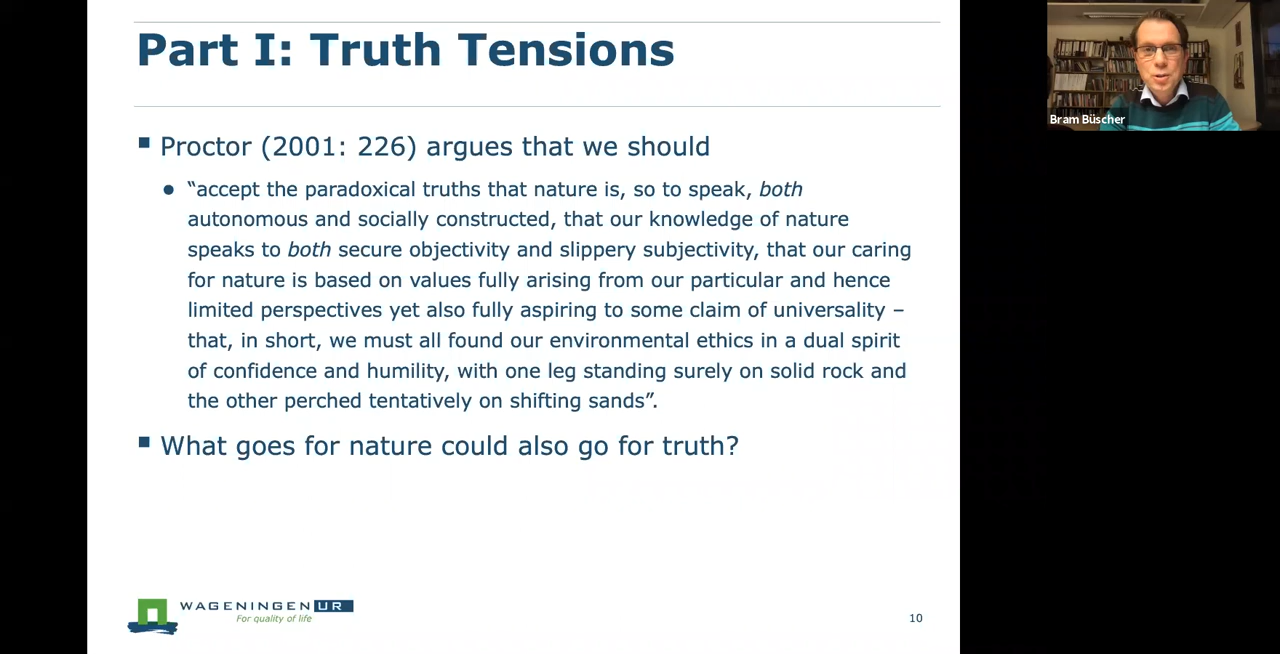 Part I: Truth Tensions
Proctor (2001: 226) argues that we should
“accept the paradoxical truths that nature is, so to speak, both
autonomous and socially constructed, that our knowledge of nature
speaks to both secure objectivity and slippery subjectivity, that our caring
for nature is based on values fully arising from our particular and hence
limited perspectives yet also fully aspiring to some claim of universality –
that, in short, we must all found our environmental ethics in a dual spirit
of confidence and humility, with one leg standing surely on solid rock and
the other perched tentatively on shifting sands”.
What goes for nature could also go for truth?
WAGENINGEN UR
For quality of life
10
Bram Büscher